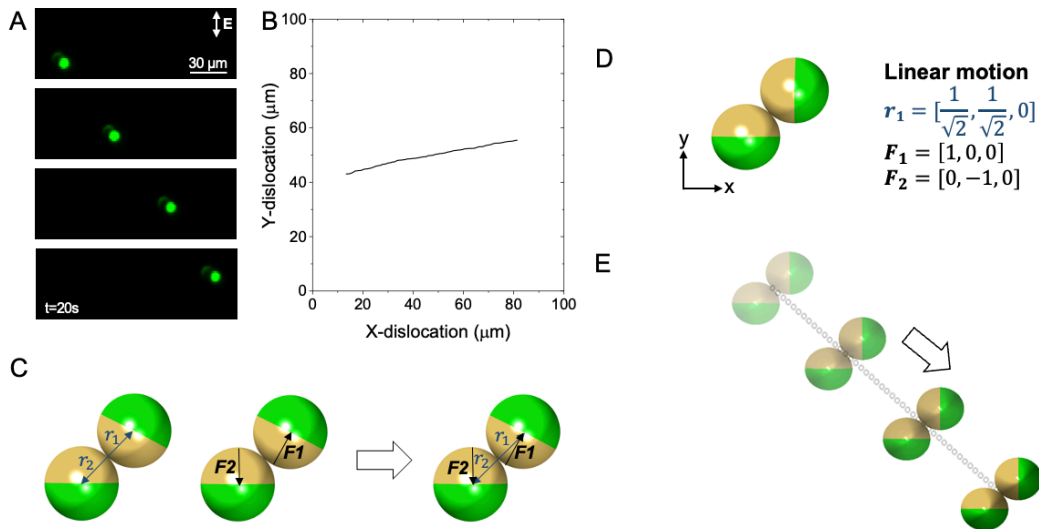 A
E
30 µm
t=20s
B
100
80
60
40
20
0
Y-dislocation (µm)
0 20 40 60 80 100
X-dislocation (µm)
C
r₁
r₂
F2
F1
F2
r₁
r₂
F1
D
y
x
Linear motion
r₁ = [1/√2, 1/√2, 0]
F₁ = [1, 0, 0]
F₂ = [0, −1, 0]
E